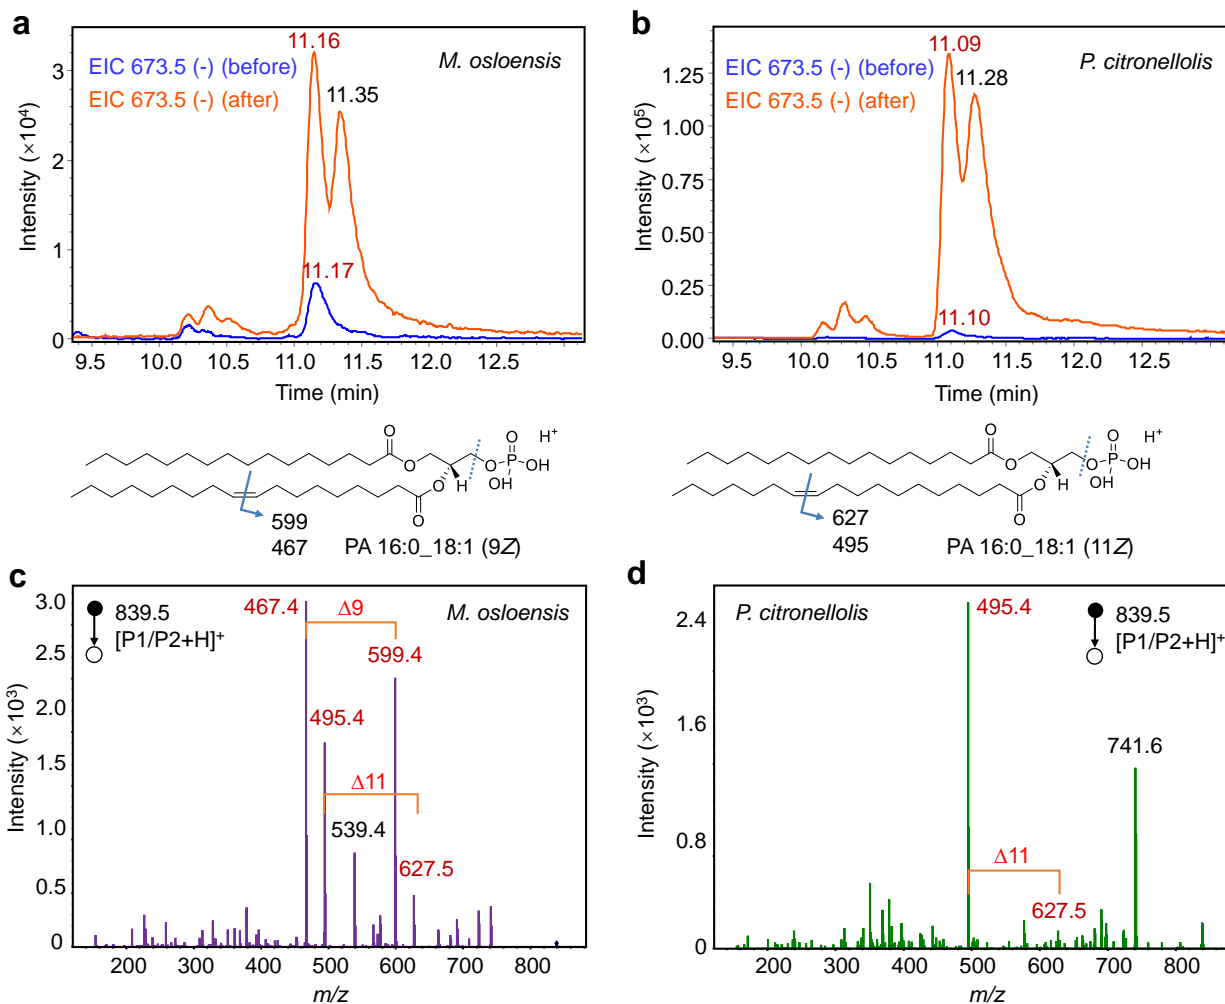 a
11.16
M. osloensis
EIC 673.5 (-) (before)
EIC 673.5 (-) (after)
11.35
11.17
Intensity (×10⁴)
3
2
1
0
9.5 10.0 10.5 11.0 11.5 12.0
Time (min)
b
11.09
P. citronellolis
EIC 673.5 (-) (before)
EIC 673.5 (-) (after)
11.28
11.10
Intensity (×10⁵)
1.25
1.00
0.75
0.50
0.25
0.00
9.5 10.0 10.5 11.0 11.5 12.0
Time (min)
O
O
O
O
H
O
P
O
OH
OH
H⁺
599
467
PA 16:0_18:1 (9Z)
O
O
O
O
H
O
P
O
OH
OH
H⁺
627
495
PA 16:0_18:1 (11Z)
c
839.5
[P1/P2+H]⁺
467.4
Δ9
599.4
M. osloensis
495.4
Δ11
539.4
627.5
Intensity (×10³)
3.0
2.5
2.0
1.5
1.0
0.5
0
200 300 400 500 600 700 800
m/z
d
P. citronellolis
495.4
839.5
[P1/P2+H]⁺
741.6
Δ11
627.5
Intensity (×10³)
2.4
1.6
0.8
0
200 300 400 500 600 700 800
m/z